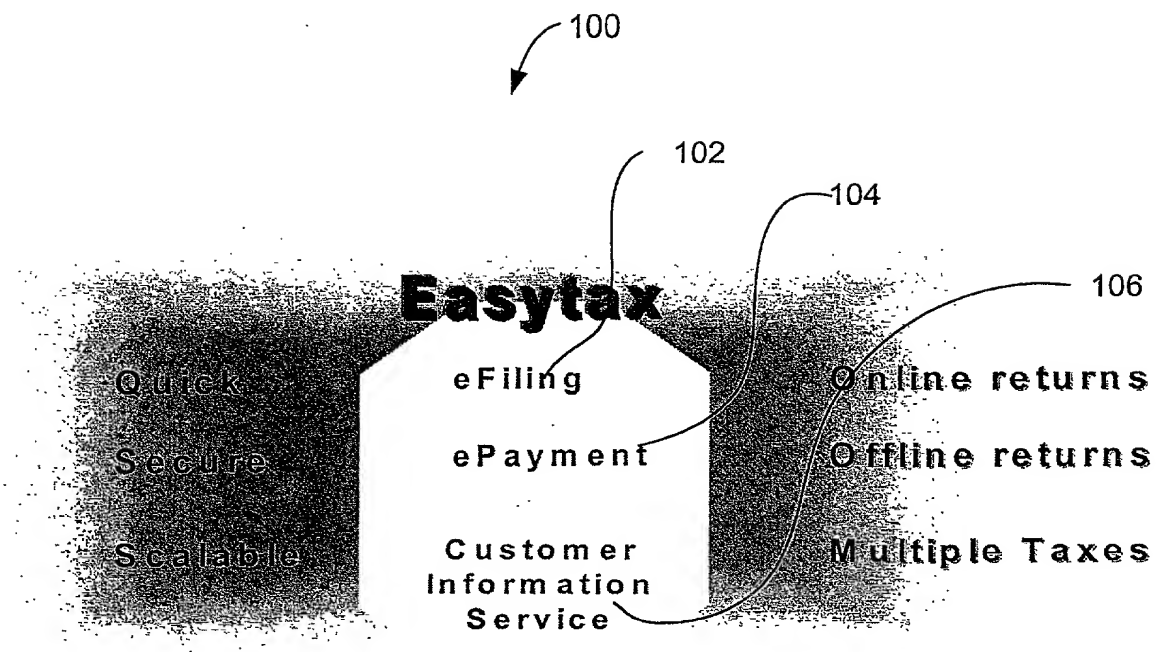 100
102
104
Easytax
106
Quick eFiling Online returns
Secure ePayment Offline returns
Scalable Customer Information Service Multiple Taxes